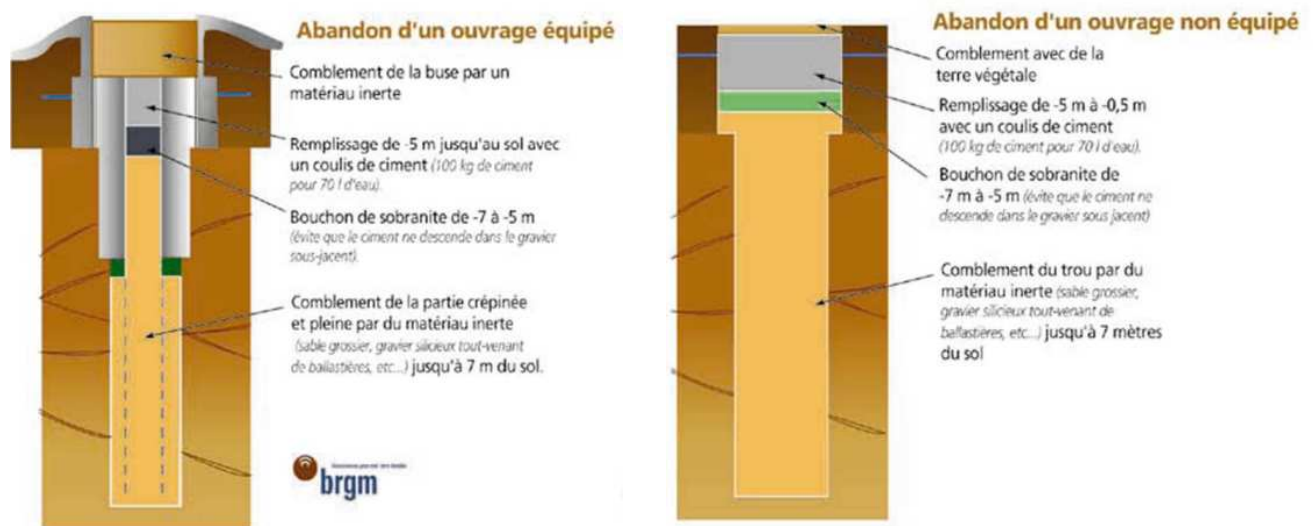 Abandon d'un ouvrage équipé
Comblement de la buse par un
matériau inerte
Remplissage de -5 m jusqu'au sol avec
un coulis de ciment (100 kg de ciment
pour 70 l d'eau).
Bouchon de sobranite de -7 à -5 m
(évite que le ciment ne descende dans le gravier
sous-jacent).
Comblement de la partie crépinée
et pleine par du matériau inerte
(sable grossier, gravier silicieux tout-venant
de ballastières, etc...) jusqu'à 7 m du sol.
brgm
Abandon d'un ouvrage non équipé
Comblement avec de la
terre végétale
Remplissage de -5 m à -0,5 m
avec un coulis de ciment
(100 kg de ciment pour 70 l d'eau).
Bouchon de sobranite de
-7 m à -5 m (évite que le ciment ne
descende dans le gravier sous jacent)
Comblement du trou par du
matériau inerte (sable grossier,
gravier silicieux tout-venant de
ballastières, etc...) jusqu'à 7 mètres
du sol